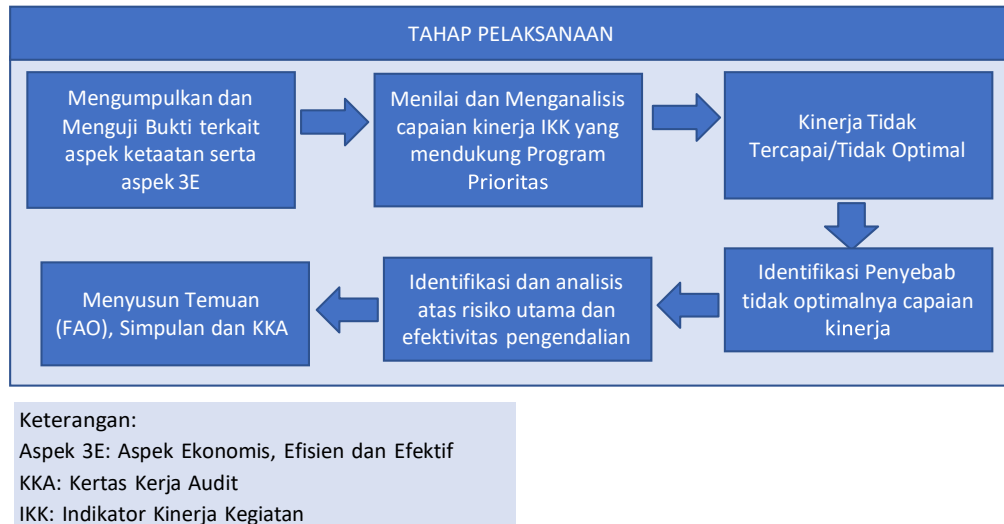 TAHAP PELAKSANAAN
Mengumpulkan dan
Menguji Bukti terkait
aspek ketaatan serta
aspek 3E
Menilai dan Menganalisis
capaian kinerja IKK yang
mendukung Program
Prioritas
Kinerja Tidak
Tercapai/Tidak Optimal
Identifikasi Penyebab
tidak optimalnya capaian
kinerja
Identifikasi dan analisis
atas risiko utama dan
efektivitas pengendalian
Menyusun Temuan
(FAO), Simpulan dan KKA
Keterangan:
Aspek 3E: Aspek Ekonomis, Efisien dan Efektif
KKA: Kertas Kerja Audit
IKK: Indikator Kinerja Kegiatan